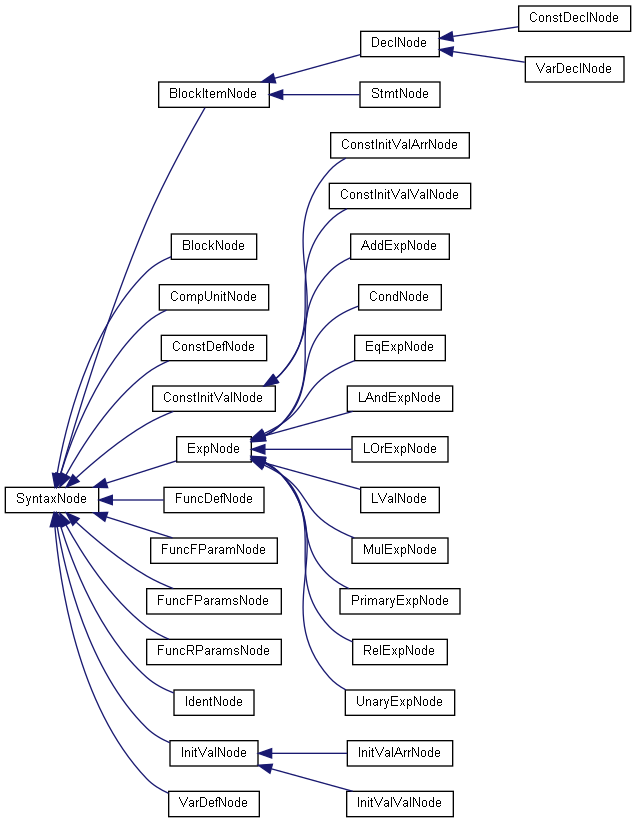 ConstDeclNode
DeclNode
VarDeclNode
BlockItemNode
StmtNode
ConstInitValArrNode
ConstInitValValNode
BlockNode
AddExpNode
CompUnitNode
CondNode
ConstDefNode
EqExpNode
ConstInitValNode
LAndExpNode
ExpNode
LOrExpNode
SyntaxNode
FuncDefNode
LValNode
FuncFParamNode
MulExpNode
FuncFParamsNode
PrimaryExpNode
FuncRParamsNode
RelExpNode
IdentNode
UnaryExpNode
InitValNode
InitValArrNode
VarDefNode
InitValValNode